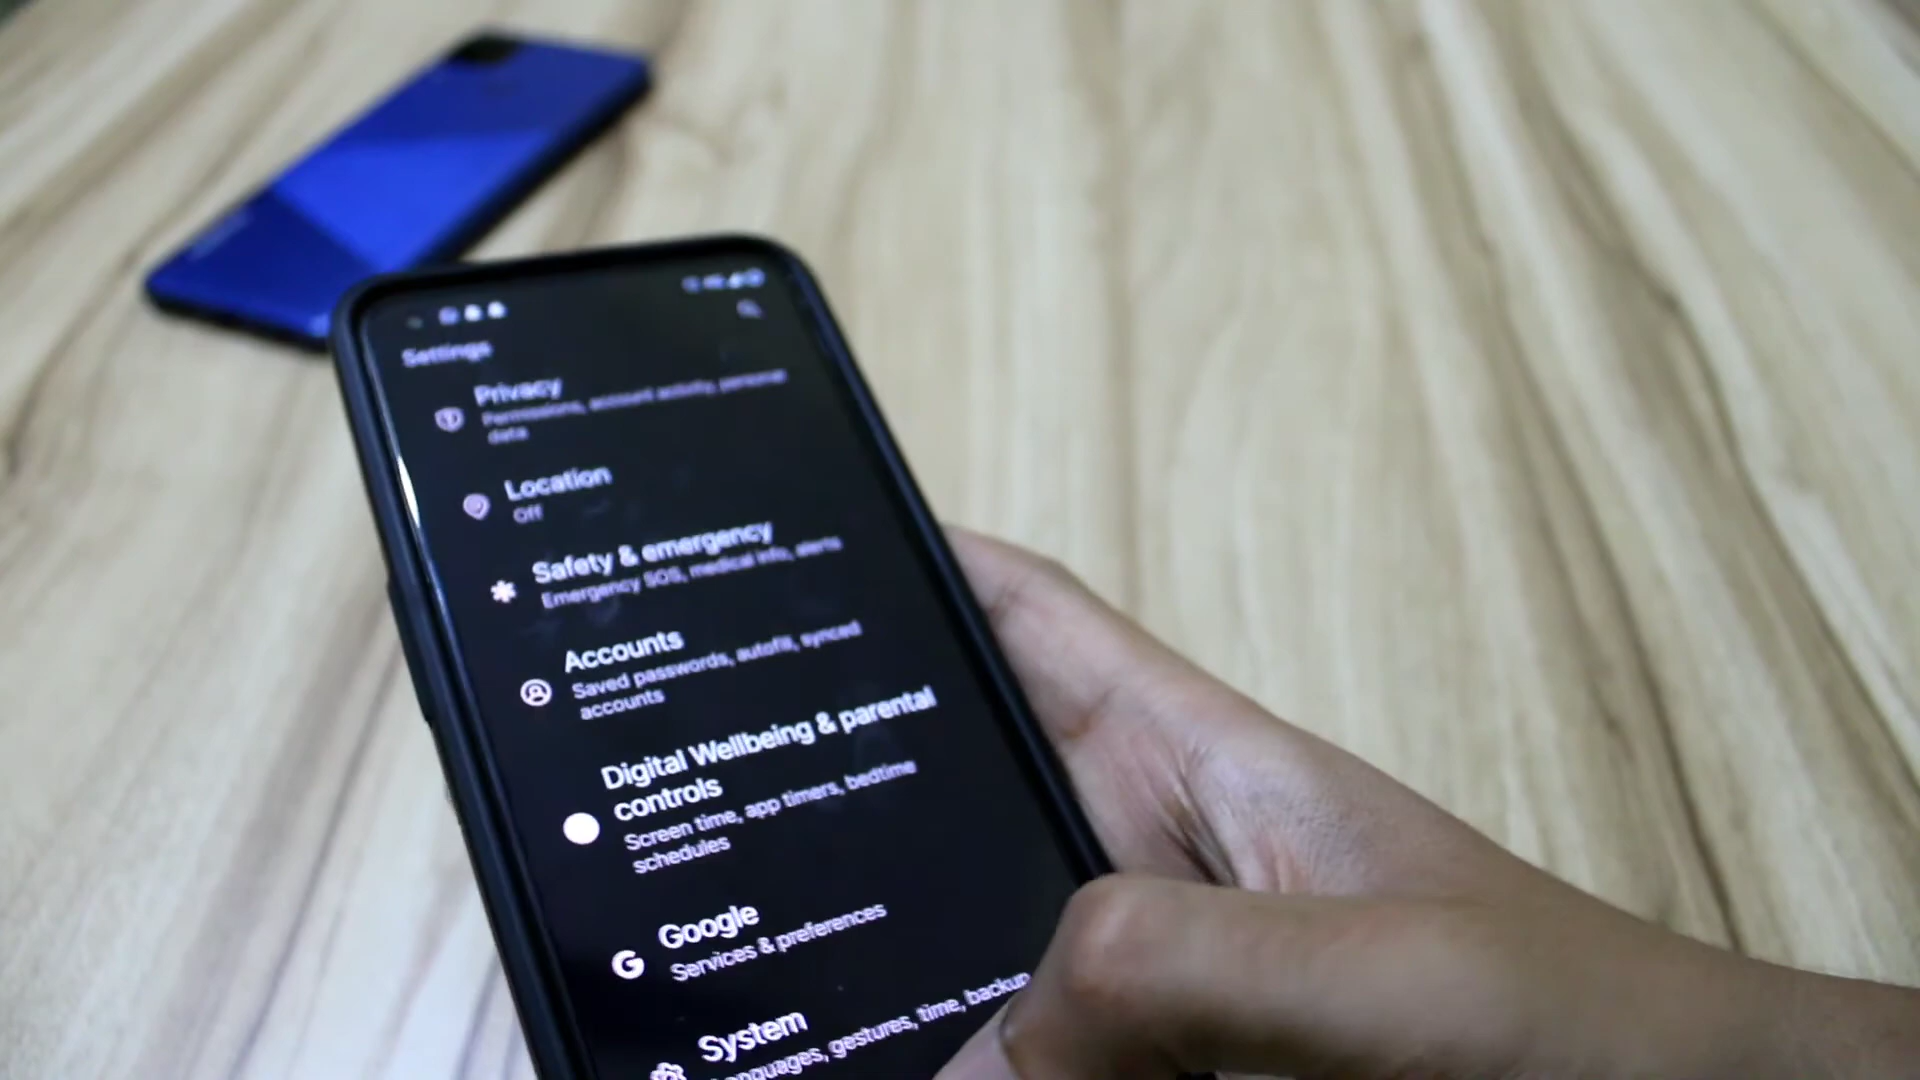 Settings
Privacy
Permissions, account activity, personal
data
Location
Off
Safety & emergency
Emergency SOS, medical info, alerts
Accounts
Saved passwords, autofill, synced
accounts
Digital Wellbeing & parental
controls
Screen time, app timers, bedtime
schedules
Google
Services & preferences
System
gestures, time, backup